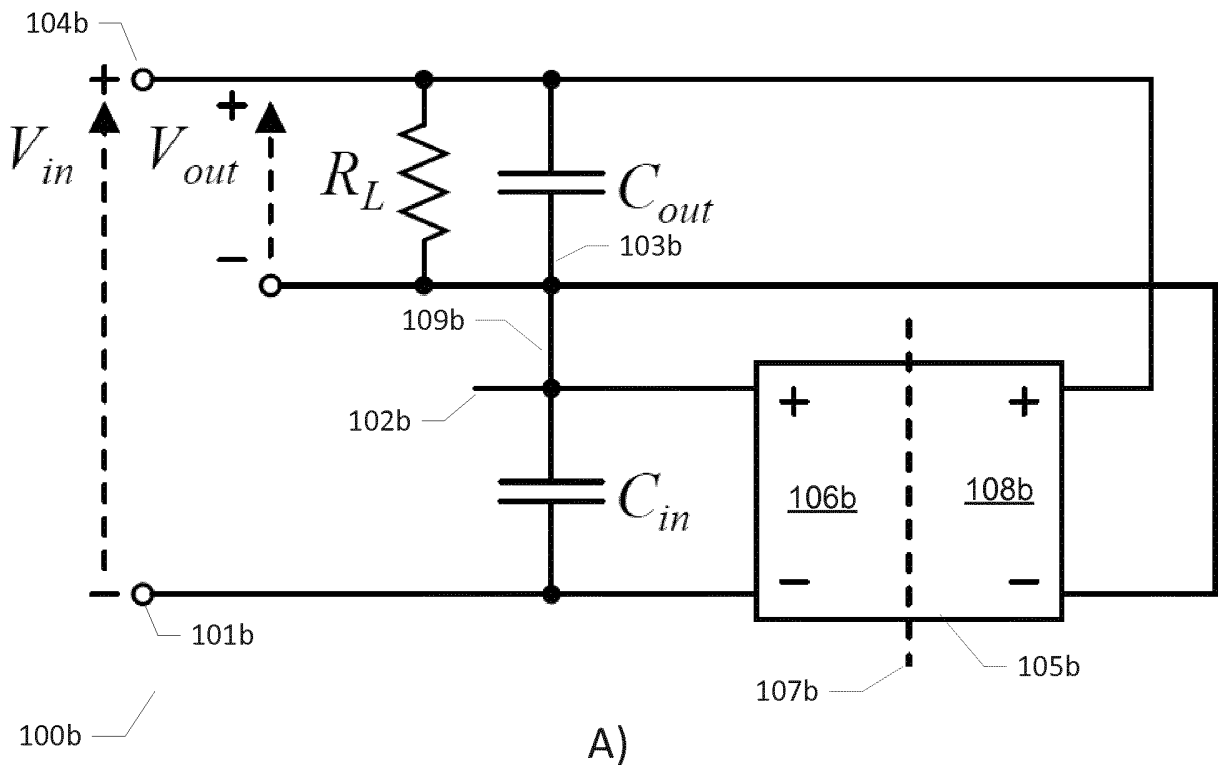 104b
+
+
V_in
V_out
R_L
C_out
103b
−
109b
102b
+
+
106b
108b
C_in
−
−
−
101b
105b
107b
100b
A)